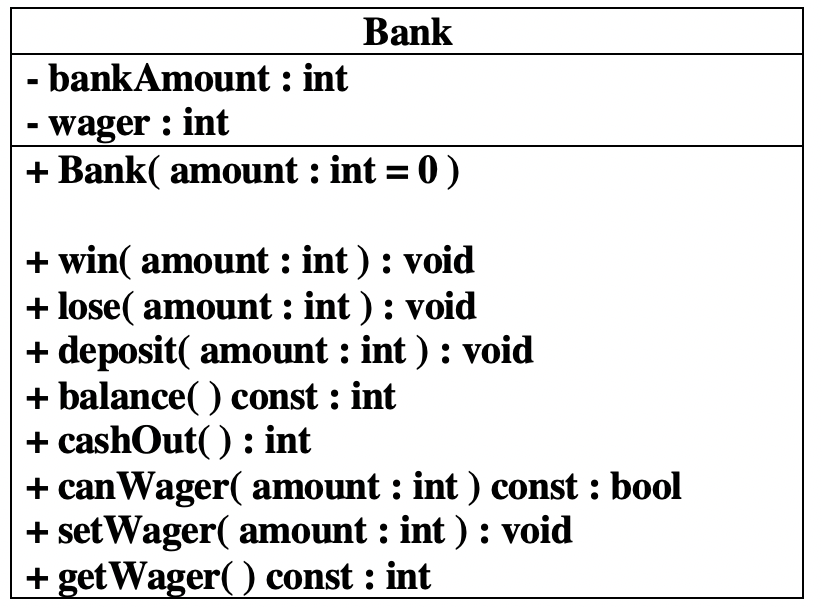 Bank
- bankAmount : int
- wager : int
+ Bank( amount : int = 0 )
+ win( amount : int ) : void
+ lose( amount : int ) : void
+ deposit( amount : int ) : void
+ balance( ) const : int
+ cashOut( ) : int
+ canWager( amount : int ) const : bool
+ setWager( amount : int ) : void
+ getWager( ) const : int